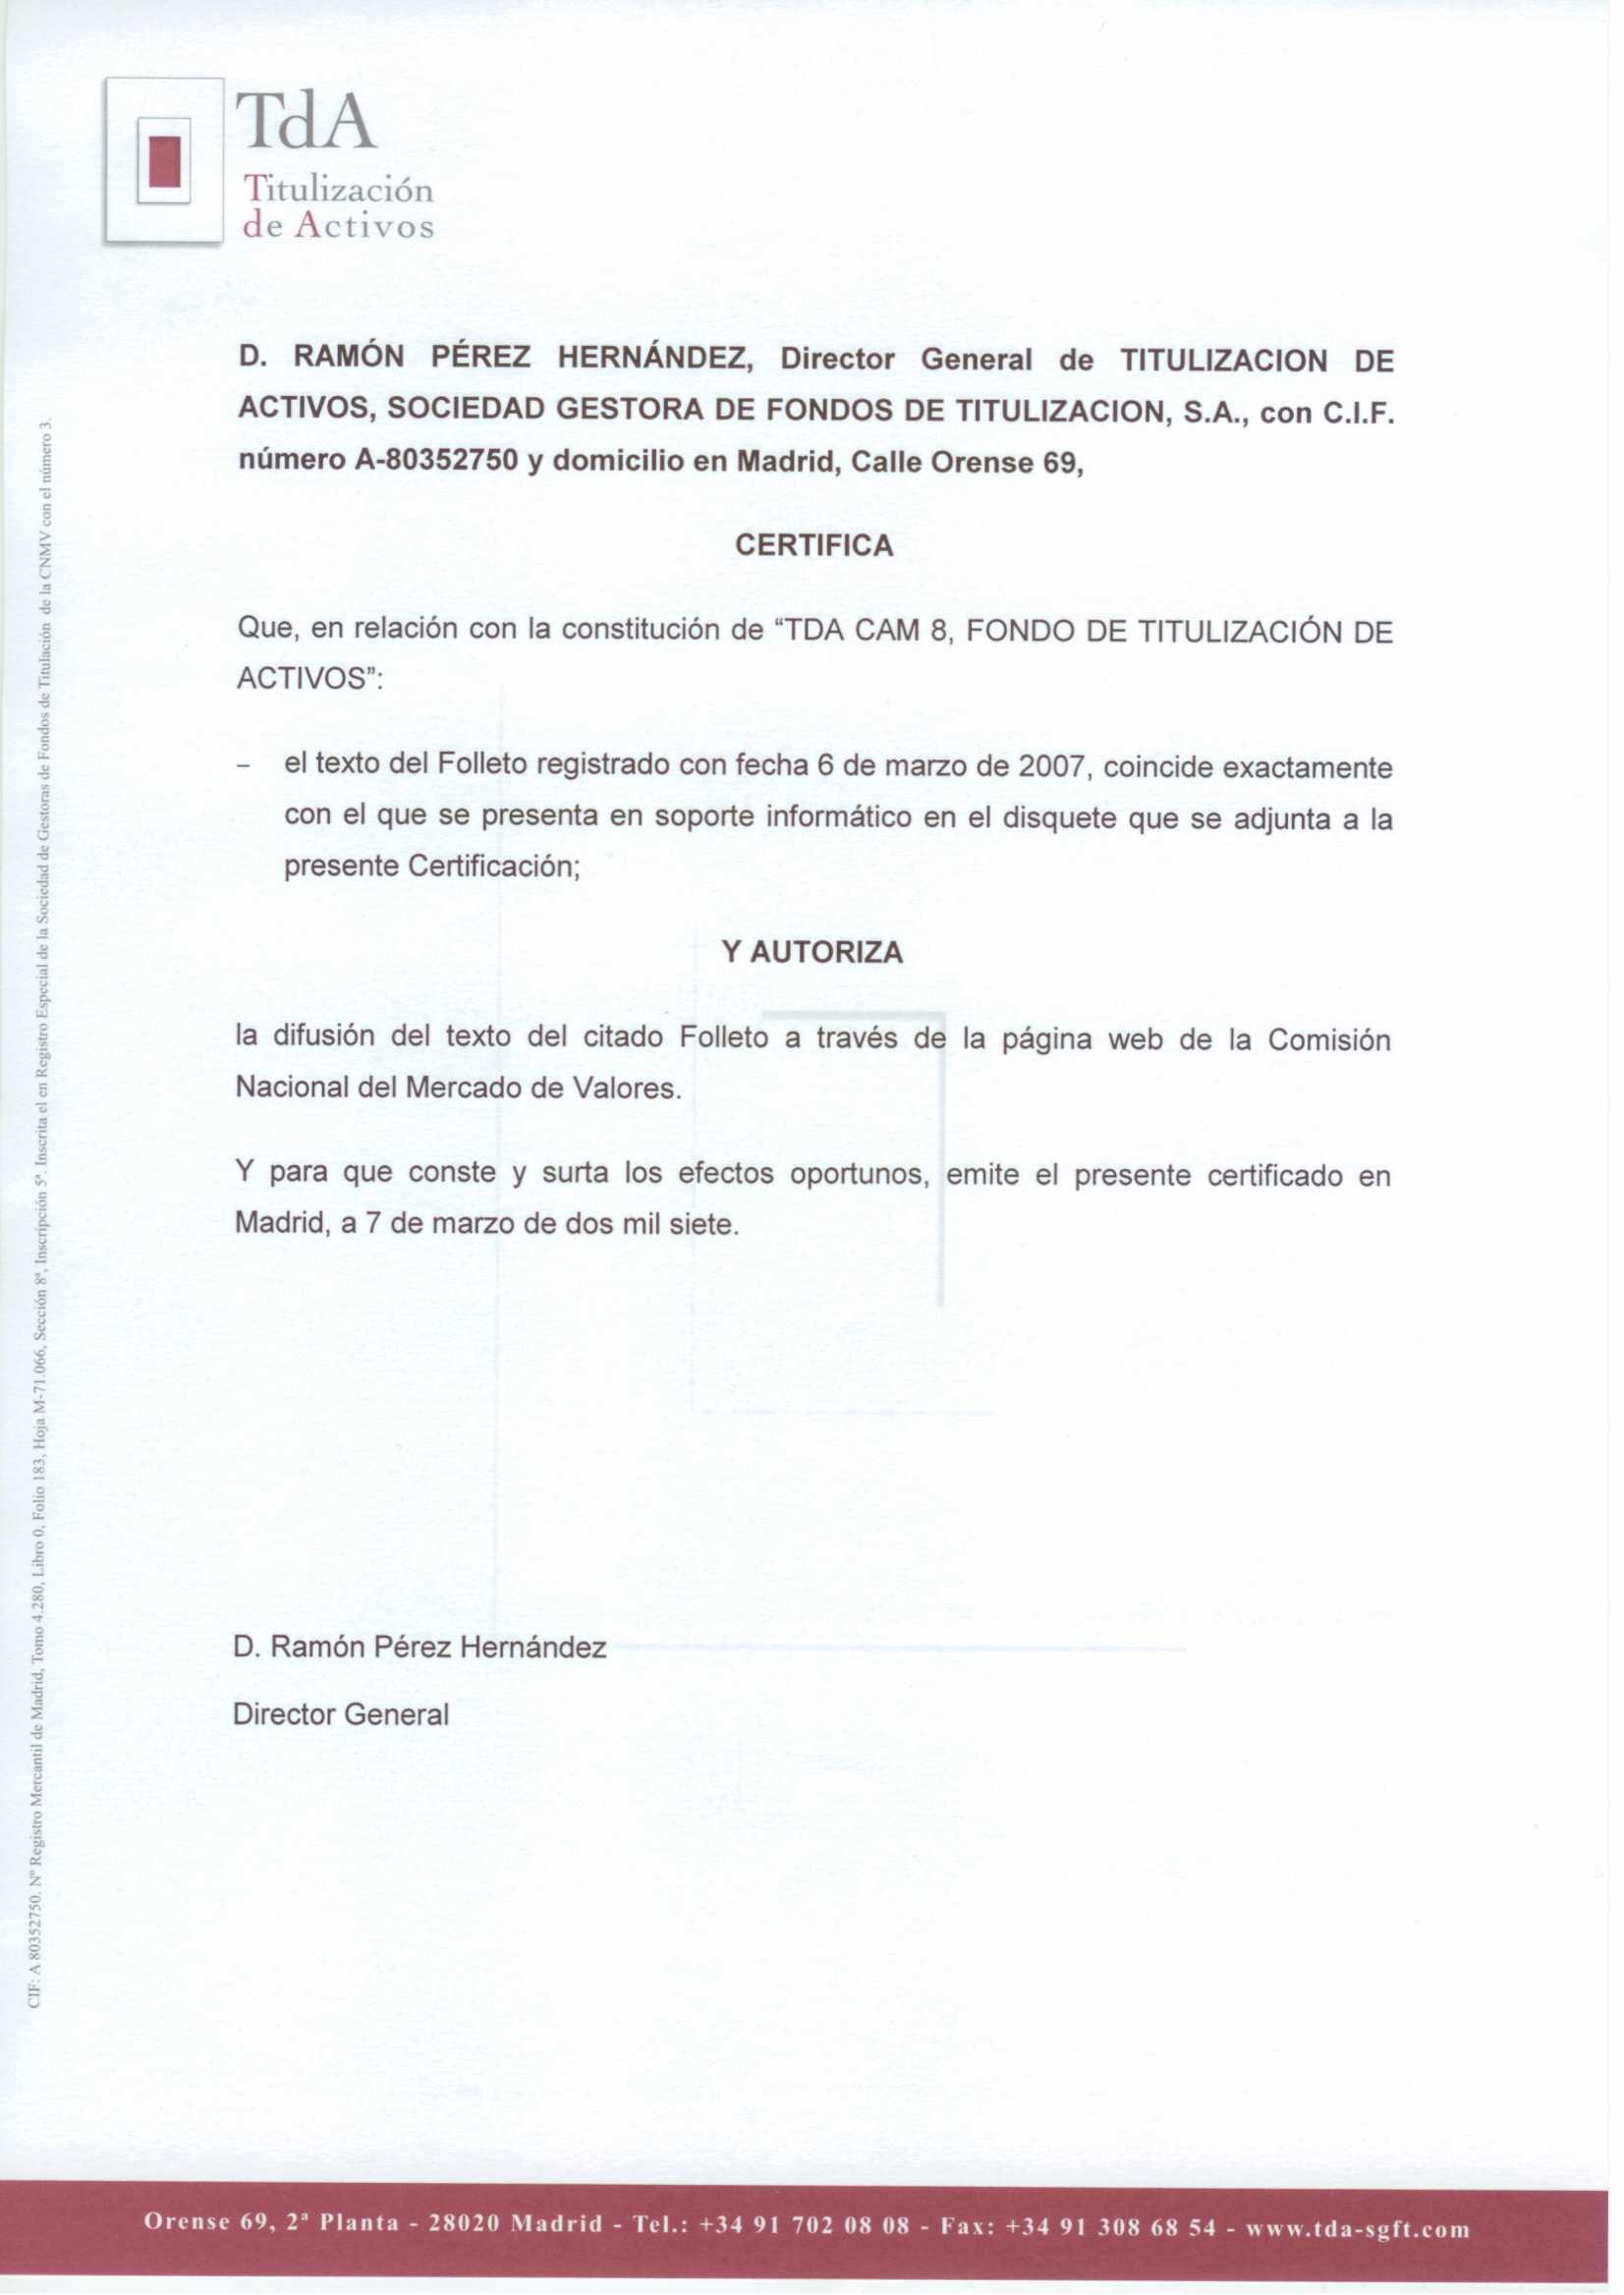 TdA
Titulización
de Activos
D. RAMÓN PÉREZ HERNÁNDEZ, Director General de TITULIZACION DE
ACTIVOS, SOCIEDAD GESTORA DE FONDOS DE TITULIZACION, S.A., con C.I.F.
número A-80352750 y domicilio en Madrid, Calle Orense 69,
CERTIFICA
Que, en relación con la constitución de “TDA CAM 8, FONDO DE TITULIZACIÓN DE
ACTIVOS”:
– el texto del Folleto registrado con fecha 6 de marzo de 2007, coincide exactamente
con el que se presenta en soporte informático en el disquete que se adjunta a la
presente Certificación;
Y AUTORIZA
la difusión del texto del citado Folleto a través de la página web de la Comisión
Nacional del Mercado de Valores.
Y para que conste y surta los efectos oportunos, emite el presente certificado en
Madrid, a 7 de marzo de dos mil siete.
D. Ramón Pérez Hernández
Director General
CIF: A 80352750. Nº Registro Mercantil de Madrid, Tomo 4.280, Libro 0, Folio 183, Hoja M-71.066, Sección 8ª, Inscripción 5ª. Inscrita el en Registro Especial de la Sociedad de Gestoras de Fondos de Titulación de la CNMV con el número 3.
Orense 69, 2ª Planta - 28020 Madrid - Tel.: +34 91 702 08 08 - Fax: +34 91 308 68 54 - www.tda-sgft.com